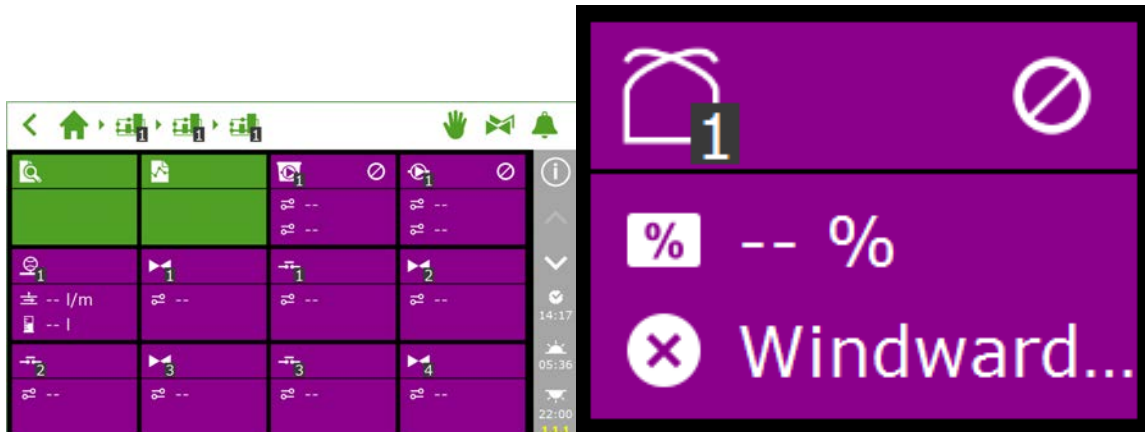 1 1 1
1 1
-- --
-- --
1 1 1 2
-- l/m -- -- --
-- l
14:17
2 3 3 4
05:36
-- -- -- --
22:00
1
% -- %
Windward...